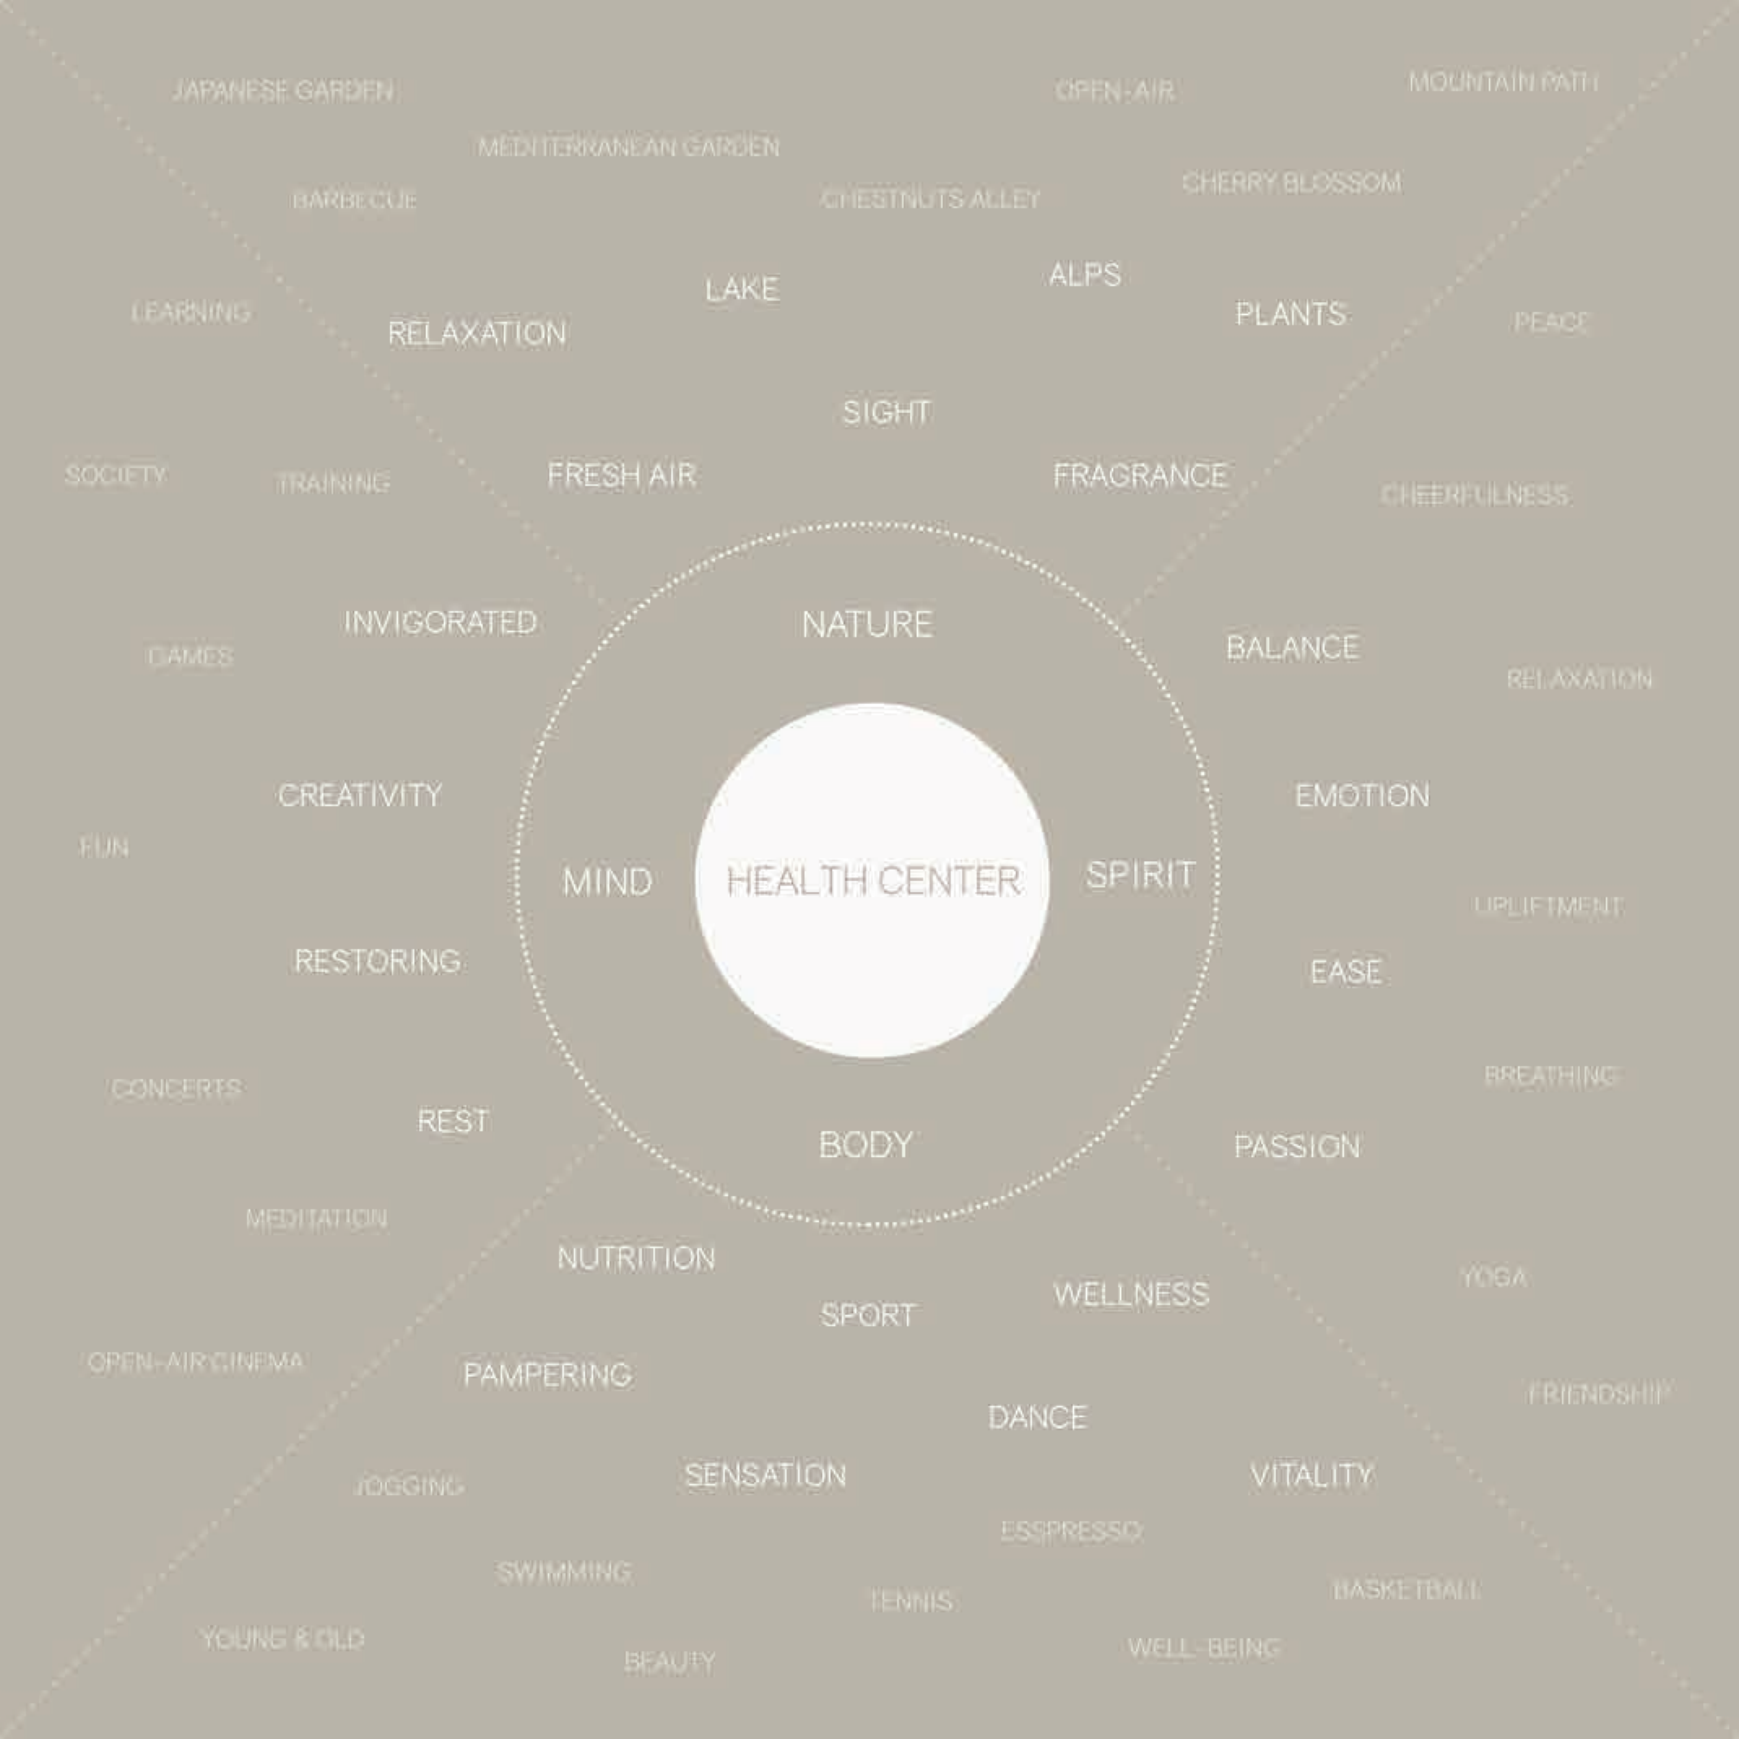 MOUNTAIN PATH
JAPANESE GARDEN
OPEN-AIR
MEDITERRANEAN GARDEN
CHERRY BLOSSOM
BARBECUE
CHESTNUTS ALLEY
ALPS
LAKE
LEARNING
PLANTS
PEACE
RELAXATION
SIGHT
SOCIETY
FRESH AIR
FRAGRANCE
TRAINING
CHEERFULNESS
INVIGORATED
NATURE
BALANCE
GAMES
RELAXATION
CREATIVITY
EMOTION
FUN
MIND
HEALTH CENTER
SPIRIT
UPLIFTMENT
RESTORING
EASE
BREATHING
CONCERTS
REST
BODY
PASSION
MEDITATION
NUTRITION
YOGA
WELLNESS
SPORT
OPEN-AIR CINEMA
PAMPERING
FRIENDSHIP
DANCE
SENSATION
VITALITY
JOGGING
ESSPRESSO
SWIMMING
BASKETBALL
TENNIS
YOUNG & OLD
WELL-BEING
BEAUTY